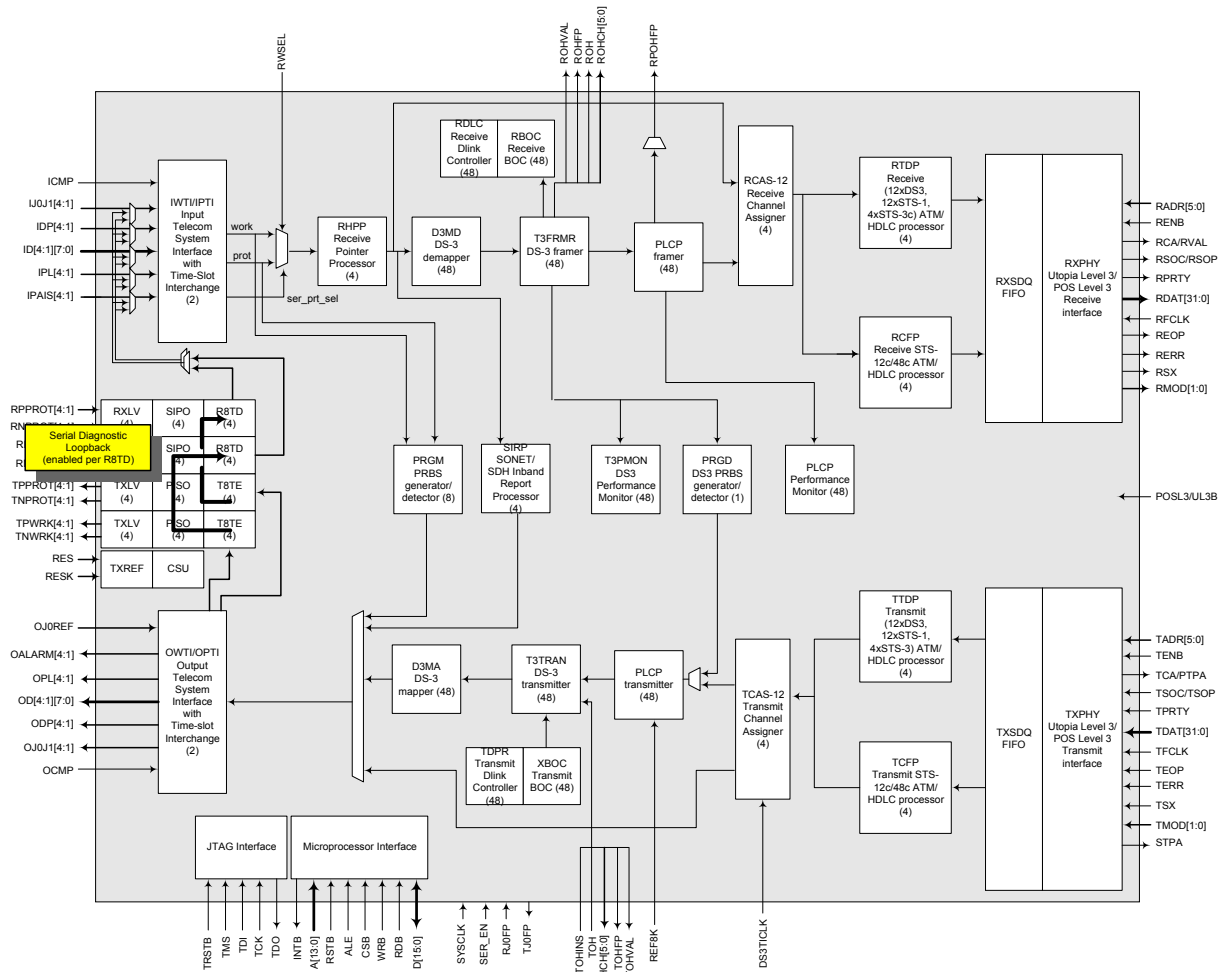 ROHVAL
ROHFP
ROH
ROHCH[5:0]
RPOHFP
RWSEL
ICMP
IJ0J1[4:1]
IDP[4:1]
ID[4:1][7:0]
IPL[4:1]
IPAIS[4:1]
IWTI/IPTI
Input
Telecom
System
Interface
with
Time-Slot
Interchange
(2)
work
prot
ser_prt_sel
RHPP
Receive
Pointer
Processor
(4)
D3MD
DS-3
demapper
(48)
RDLC
Receive
Dlink
Controller
(48)
RBOC
Receive
BOC (48)
T3FRMR
DS-3 framer
(48)
PLCP
framer
(48)
RCAS-12
Receive
Channel
Assigner
(4)
RTDP
Receive
(12xDS3,
12xSTS-1,
4xSTS-3c) ATM/
HDLC processor
(4)
RCFP
Receive STS-
12c/48c ATM/
HDLC processor
(4)
RXSDQ
FIFO
RXPHY
Utopia Level 3/
POS Level 3
Receive
interface
RADR[5:0]
RENB
RCA/RVAL
RSOC/RSOP
RPRTY
RDAT[31:0]
RFCLK
REOP
RERR
RSX
RMOD[1:0]
POSL3/UL3B
RPPROT[4:1]
RXLV
SIPO
(4)
R8TD
(4)
Serial Diagnostic
Loopback
(enabled per R8TD)
SIPO
(4)
R8TD
(4)
TPPROT[4:1]
TNPROT[4:1]
TXLV
(4)
PISO
(4)
T8TE
(4)
TPWRK[4:1]
TNWRK[4:1]
TXLV
(4)
PISO
(4)
T8TE
(4)
RES
RESK
TXREF
CSU
PRGM
PRBS
generator/
detector (8)
SIRP
SONET/
SDH Inband
Report
Processor
(4)
T3PMON
DS3
Performance
Monitor (48)
PRGD
DS3 PRBS
generator/
detector (1)
PLCP
Performance
Monitor (48)
OJ0REF
OALARM[4:1]
OPL[4:1]
OD[4:1][7:0]
ODP[4:1]
OJ0J1[4:1]
OCMP
OWTI/OPTI
Output
Telecom
System
Interface
with
Time-slot
Interchange
(2)
D3MA
DS-3
mapper (48)
T3TRAN
DS-3
transmitter
(48)
PLCP
transmitter
(48)
TDPR
Transmit
Dlink
Controller
(48)
XBOC
Transmit
BOC (48)
TCAS-12
Transmit
Channel
Assigner
(4)
TTDP
Transmit
(12xDS3,
12xSTS-1,
4xSTS-3) ATM/
HDLC processor
(4)
TCFP
Transmit STS-
12c/48c ATM/
HDLC processor
(4)
TXSDQ
FIFO
TXPHY
Utopia Level 3/
POS Level 3
Transmit
interface
TADR[5:0]
TENB
TCA/PTPA
TSOC/TSOP
TPRTY
TDAT[31:0]
TFCLK
TEOP
TERR
TSX
TMOD[1:0]
STPA
JTAG Interface
Microprocessor Interface
TRSTB
TMS
TDI
TCK
TDO
INTB
A[13:0]
RSTB
ALE
CSB
WRB
RDB
D[15:0]
SYSCLK
SER_EN
RJ0FP
TJ0FP
TOHINS
TOH
TOHFP
REF8K
DS3TICLK